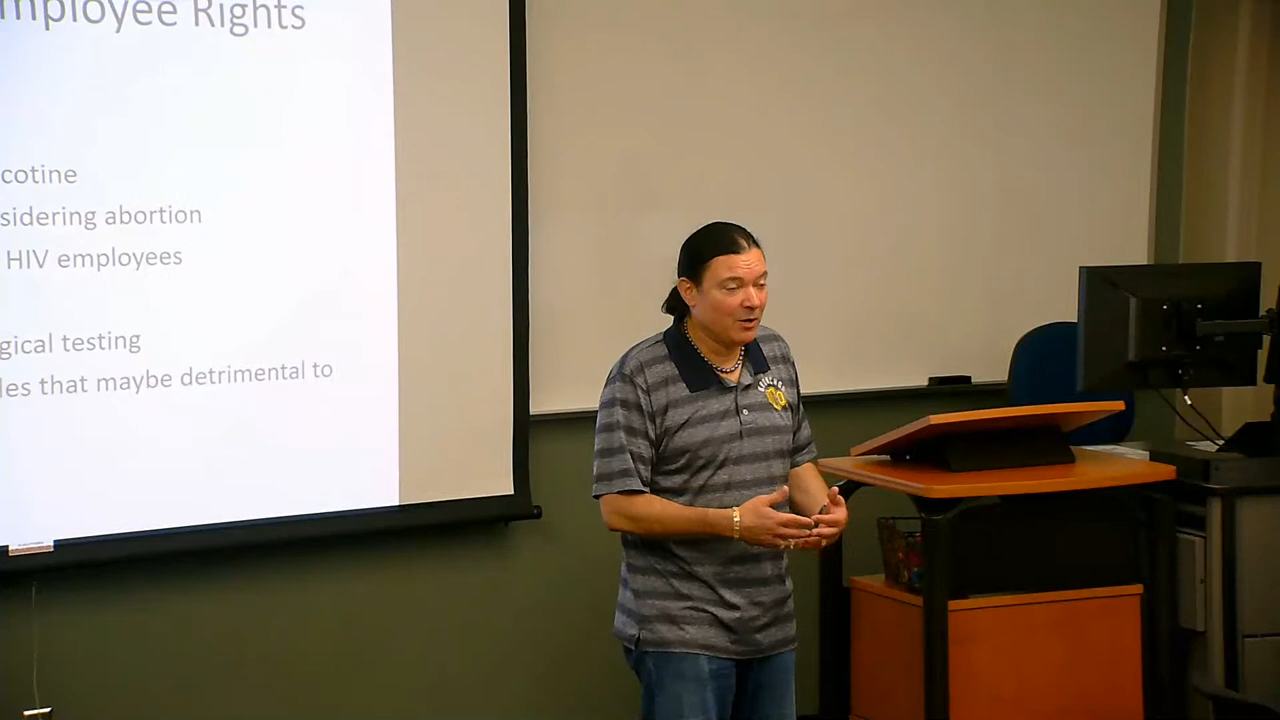 mployee Rights
cotine
sidering abortion
HIV employees
gical testing
les that maybe detrimental to